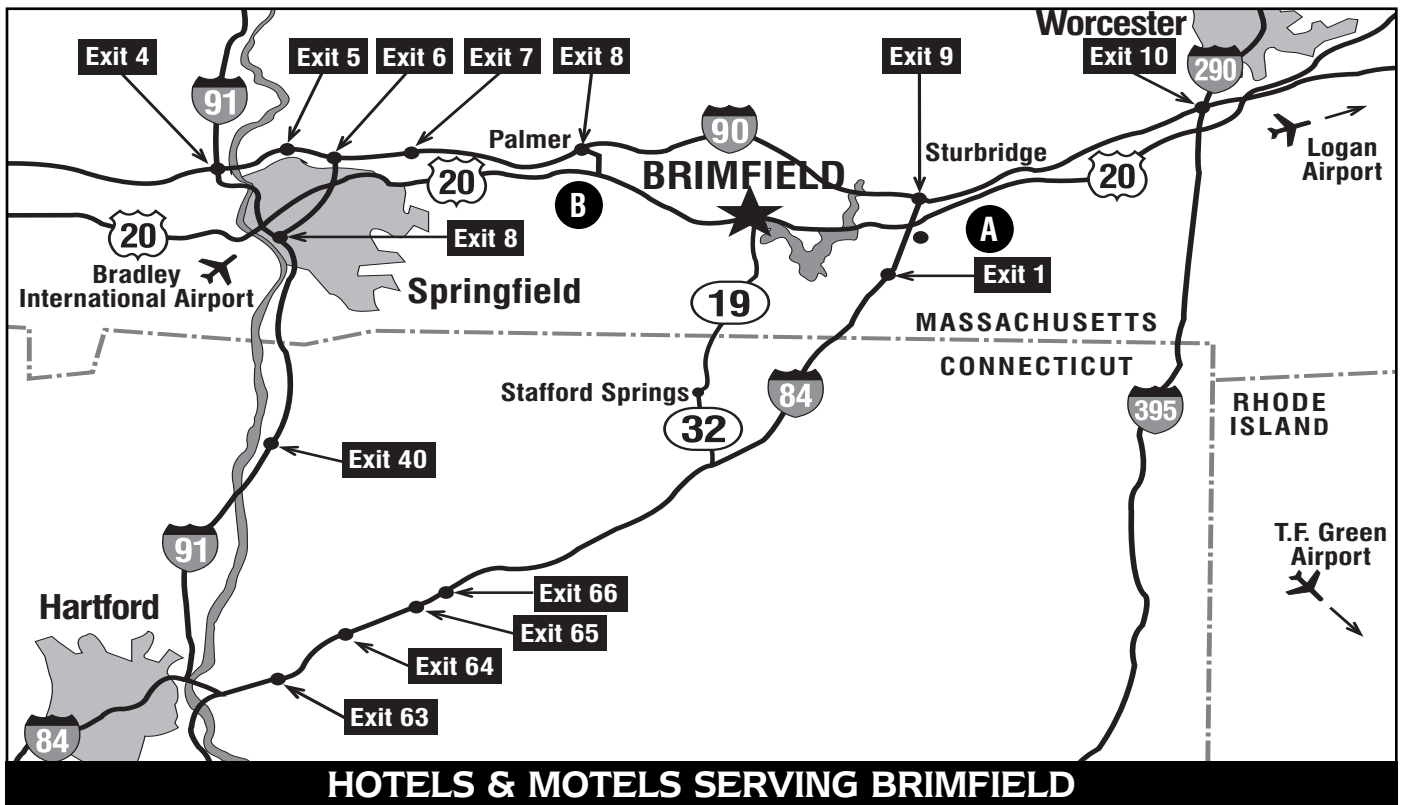 Worcester
Exit 4
Exit 5
Exit 6
Exit 7
Exit 8
Exit 9
Exit 10
290
91
90
Palmer
Sturbridge
Logan
Airport
BRIMFIELD
20
20
B
A
20
Exit 8
Bradley
International Airport
Springfield
Exit 1
19
MASSACHUSETTS
CONNECTICUT
Stafford Springs
84
32
395
RHODE
ISLAND
Exit 40
91
T.F. Green
Airport
Hartford
Exit 66
Exit 65
Exit 64
Exit 63
84
HOTELS & MOTELS SERVING BRIMFIELD